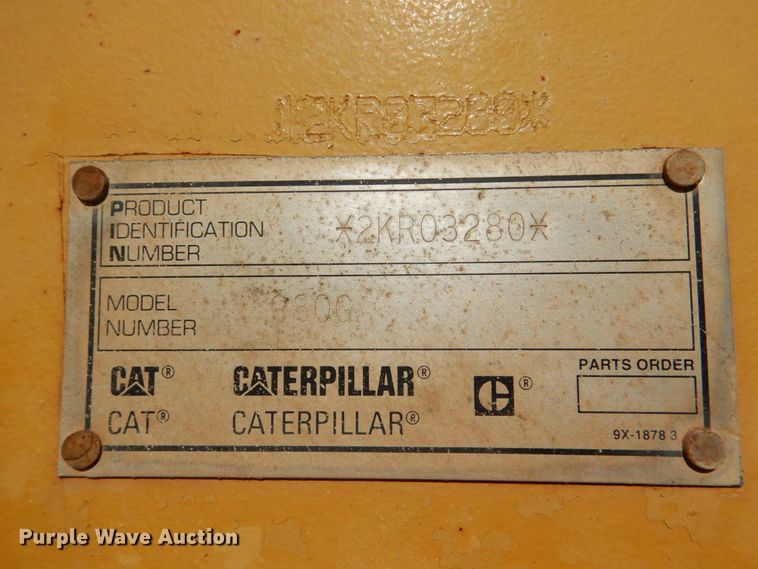 *2KR03280*
PRODUCT
IDENTIFICATION
NUMBER
*2KR03280*
MODEL
NUMBER
980G
CAT®
CATERPILLAR®
C®
PARTS ORDER
CAT®
CATERPILLAR®
9X-1878 3
Purple Wave Auction®